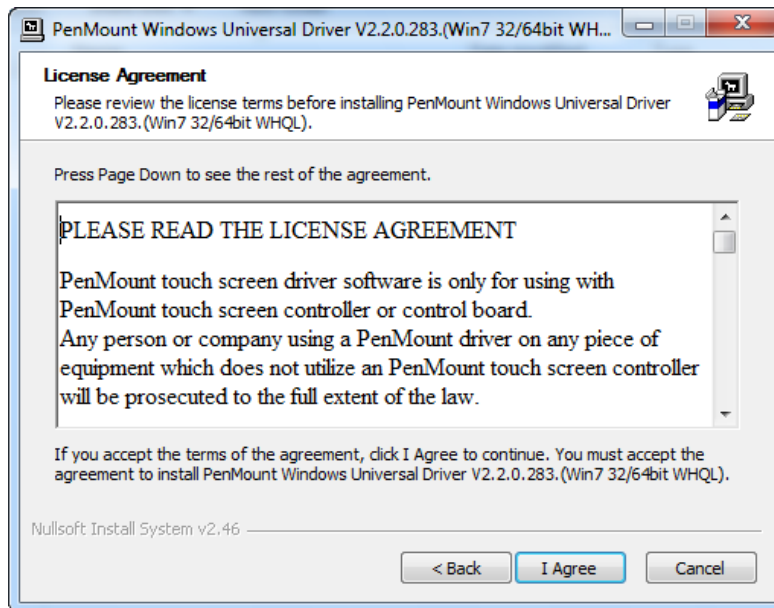 PenMount Windows Universal Driver V2.2.0.283.(Win7 32/64bit WH...
License Agreement
Please review the license terms before installing PenMount Windows Universal Driver
V2.2.0.283.(Win7 32/64bit WHQL).
Press Page Down to see the rest of the agreement.
PLEASE READ THE LICENSE AGREEMENT
PenMount touch screen driver software is only for using with
PenMount touch screen controller or control board.
Any person or company using a PenMount driver on any piece of
equipment which does not utilize an PenMount touch screen controller
will be prosecuted to the full extent of the law.
If you accept the terms of the agreement, click I Agree to continue. You must accept the
agreement to install PenMount Windows Universal Driver V2.2.0.283.(Win7 32/64bit WHQL).
Nullsoft Install System v2.46
< Back
I Agree
Cancel